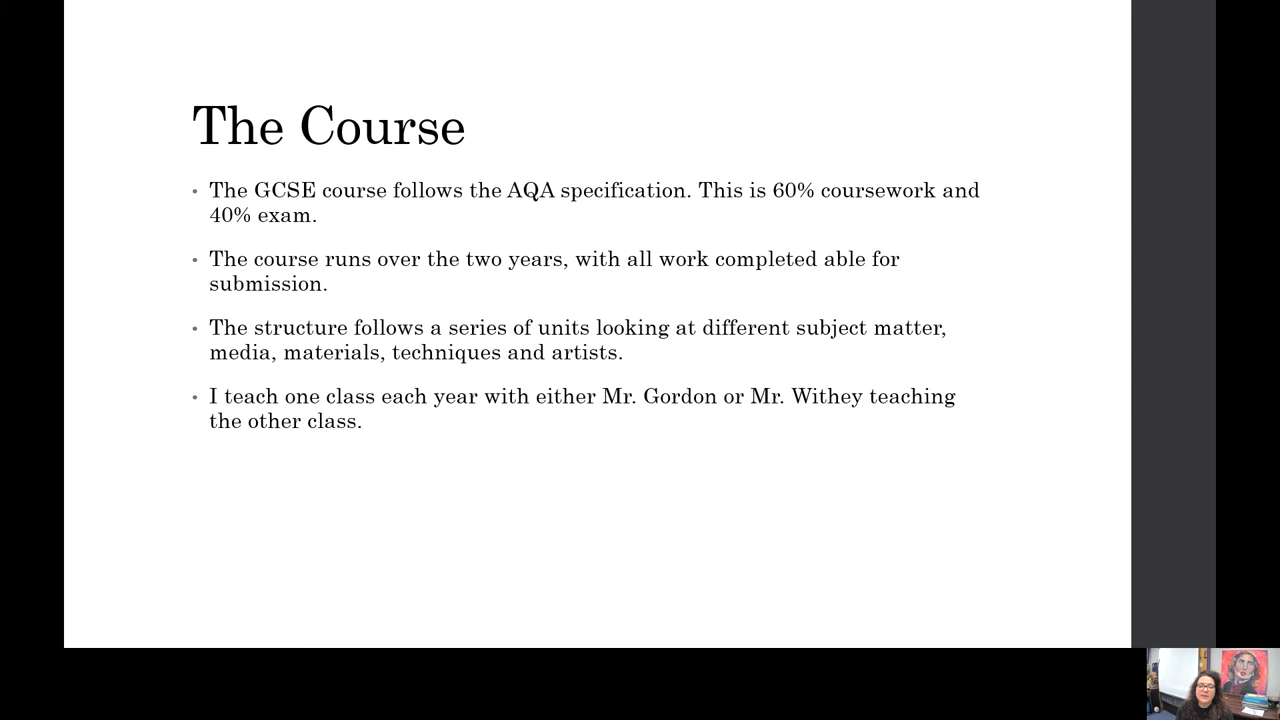 The Course
• The GCSE course follows the AQA specification. This is 60% coursework and
40% exam.
• The course runs over the two years, with all work completed able for
submission.
• The structure follows a series of units looking at different subject matter,
media, materials, techniques and artists.
• I teach one class each year with either Mr. Gordon or Mr. Withey teaching
the other class.